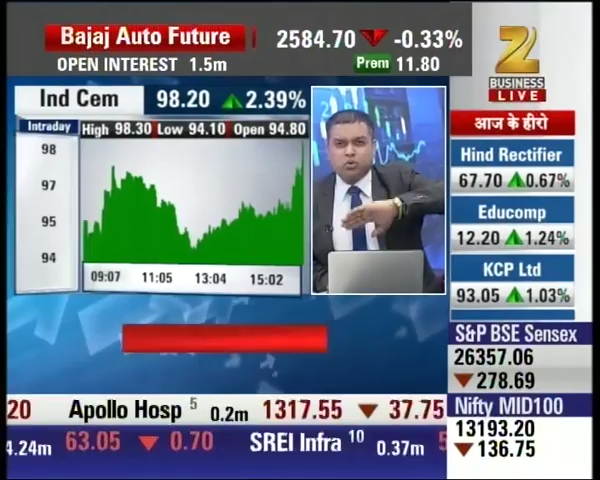 Bajaj Auto Future 2584.70 -0.33%
OPEN INTEREST 1.5m Prem 11.80
Z
BUSINESS
LIVE
Ind Cem 98.20 2.39%
Intraday High 98.30 Low 94.10 Open 94.80
98
97
95
94
09:07 11:05 13:04 15:02
आज के हीरो
Hind Rectifier
67.70 0.67%
Educomp
12.20 1.24%
KCP Ltd
93.05 1.03%
S&P BSE Sensex
26357.06
278.69
Nifty MID100
13193.20
136.75
20 Apollo Hosp 5 0.2m 1317.55 37.75
4.24m 63.05 0.70 SREI Infra 10 0.37m